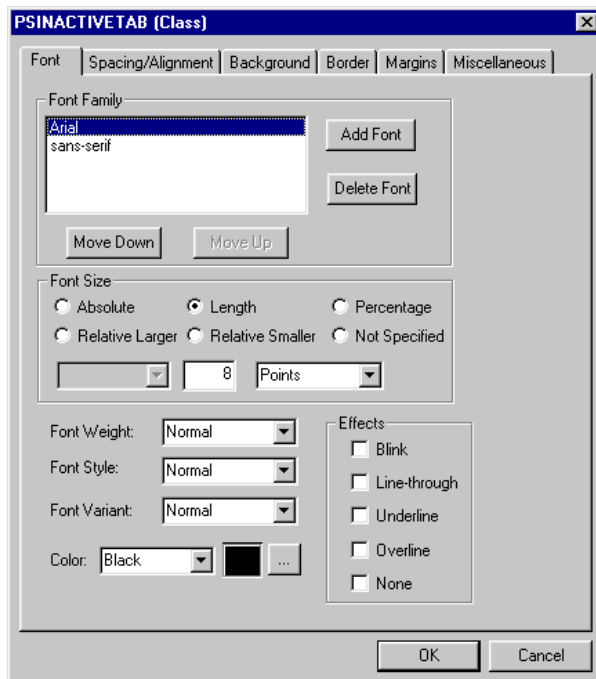 PSINACTIVETAB (Class)
Font Spacing/Alignment Background Border Margins Miscellaneous
Font Family
Arial
sans-serif
Add Font
Delete Font
Move Down Move Up
Font Size
Absolute Length Percentage
Relative Larger Relative Smaller Not Specified
8 Points
Font Weight: Normal
Font Style: Normal
Font Variant: Normal
Color: Black ...
Effects
Blink
Line-through
Underline
Overline
None
OK Cancel